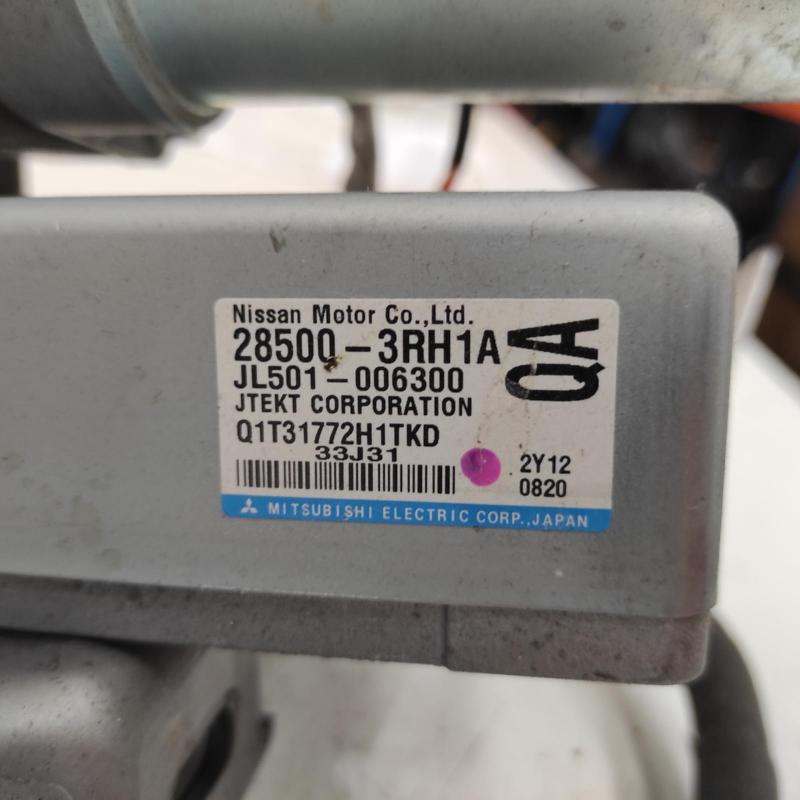 Nissan Motor Co.,Ltd.
28500-3RH1A
QA
JL501-006300
JTEKT CORPORATION
Q1T31772H1TKD
33J31
2Y12
0820
MITSUBISHI ELECTRIC CORP.,JAPAN